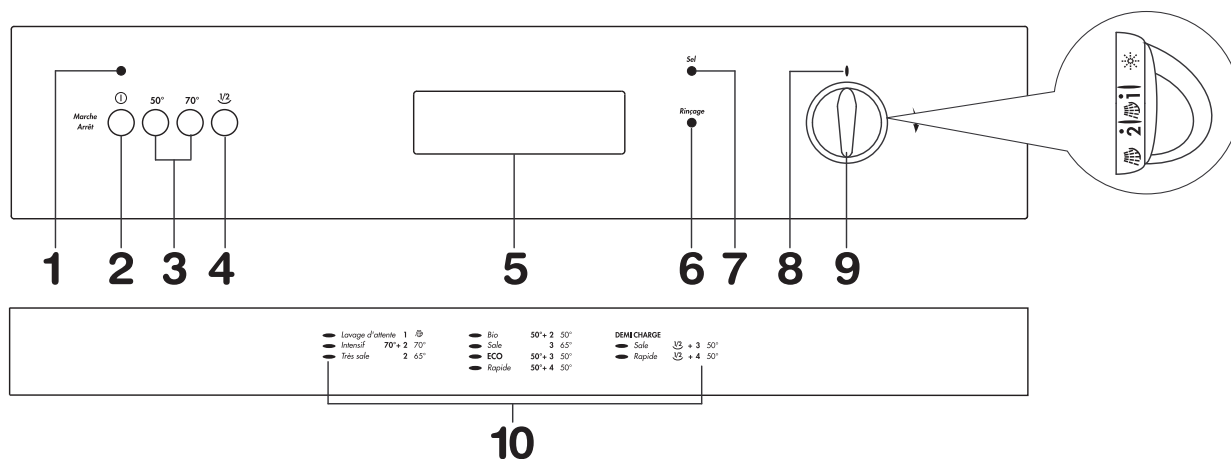 Sel
50° 70° 1/2
Marche
Arrêt
Rinçage
1
2
1 2 3 4 5 6 7 8 9
Lavage d'attente 1
Intensif 70°+ 2 70°
Très sale 2 65°
Bio 50°+ 2 50°
Sale 3 65°
ECO 50°+ 3 50°
Rapide 50°+ 4 50°
DEMI CHARGE
Sale 1/2 + 3 50°
Rapide 1/2 + 4 50°
10